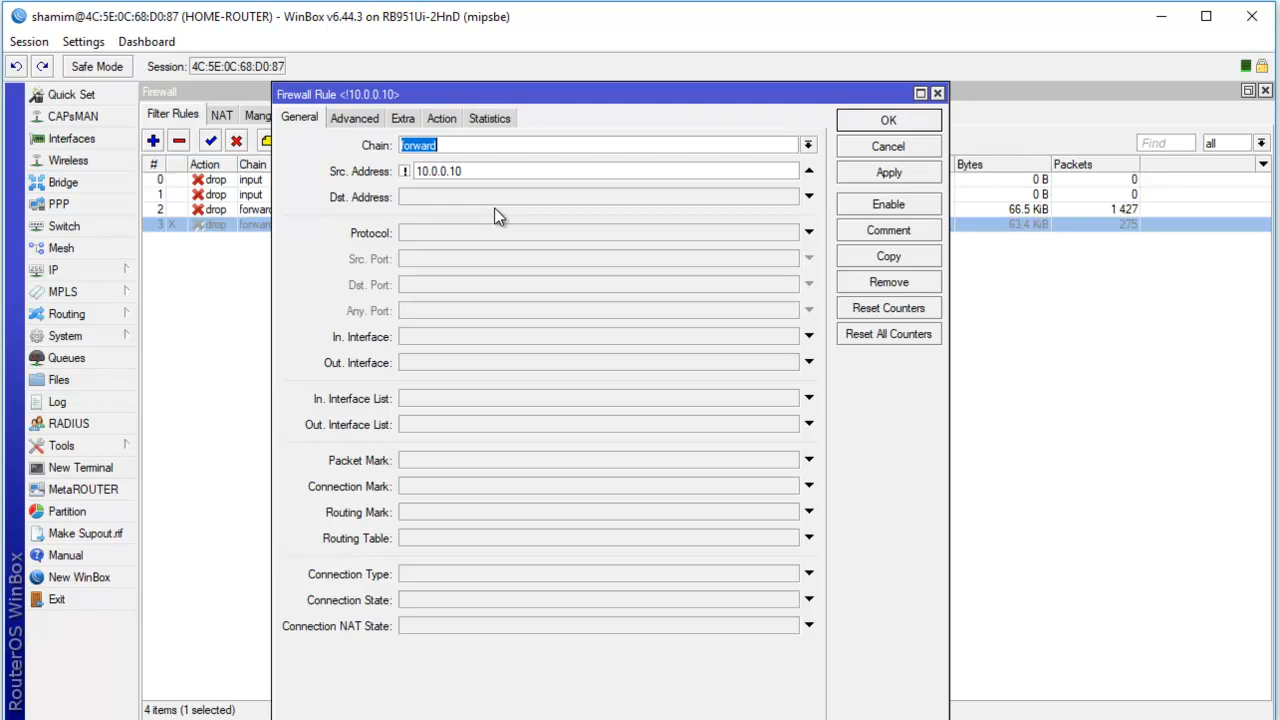 shamim@4C:5E:0C:68:D0:87 (HOME-ROUTER) - WinBox v6.44.3 on RB951Ui-2HnD (mipsbe)
Session Settings Dashboard
Safe Mode Session: 4C:5E:0C:68:D0:87
Quick Set
CAPsMAN
Interfaces
Wireless
Bridge
PPP
Switch
Mesh
IP
MPLS
Routing
System
Queues
Files
Log
RADIUS
Tools
New Terminal
MetaROUTER
Partition
Make Supout.rif
Manual
New WinBox
Exit
RouterOS WinBox
Firewall
Filter Rules NAT Mang
Find all
# Action Chain Bytes Packets
0 drop input 0 B 0
1 drop input 0 B 0
2 drop forwar 66.5 KiB 1 427
3 X drop forwar 63.4 KiB 275
4 items (1 selected)
Firewall Rule <!10.0.0.10>
General Advanced Extra Action Statistics
Chain: forward
Src. Address: ! 10.0.0.10
Dst. Address:
Protocol:
Src. Port:
Dst. Port:
Any. Port:
In. Interface:
Out. Interface:
In. Interface List:
Out. Interface List:
Packet Mark:
Connection Mark:
Routing Mark:
Routing Table:
Connection Type:
Connection State:
Connection NAT State:
OK
Cancel
Apply
Enable
Comment
Copy
Remove
Reset Counters
Reset All Counters